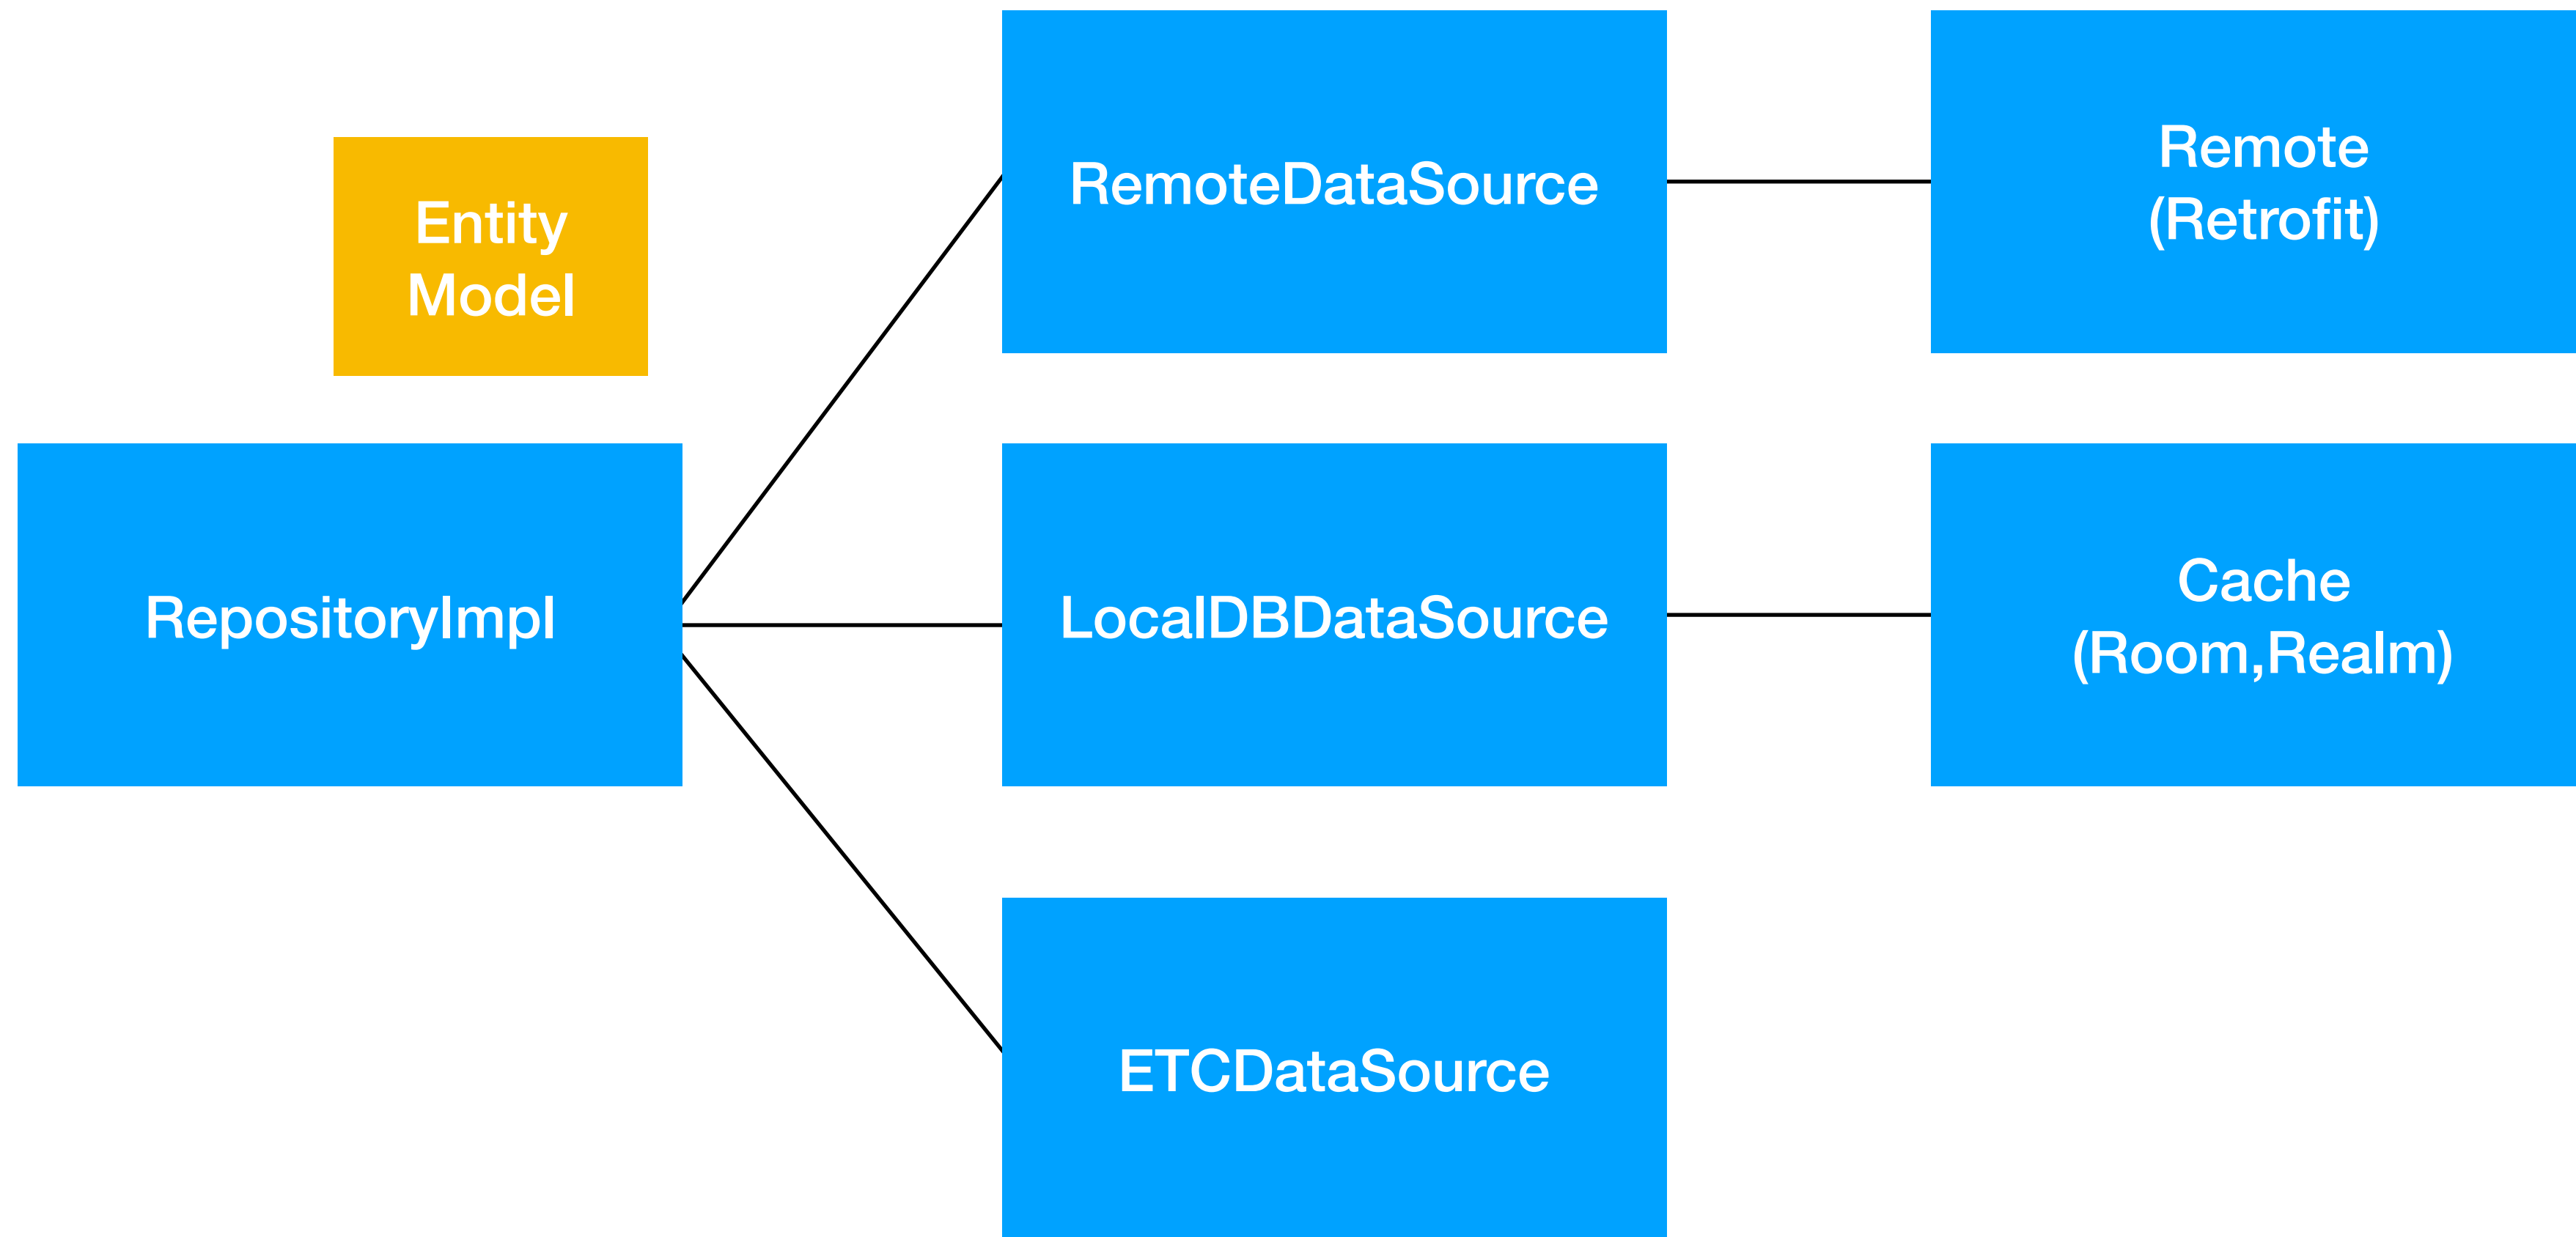 Entity
Model
RepositoryImpl
RemoteDataSource
LocalDBDataSource
ETCDataSource
Remote
(Retrofit)
Cache
(Room,Realm)